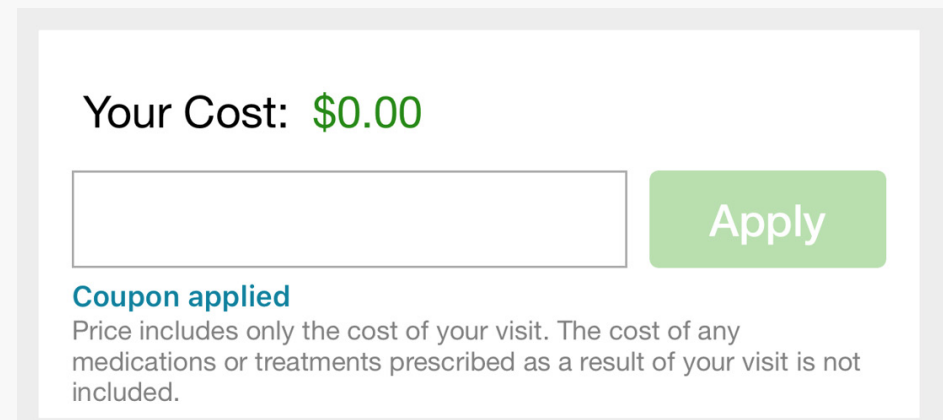 Your Cost: $0.00
Apply
Coupon applied
Price includes only the cost of your visit. The cost of any
medications or treatments prescribed as a result of your visit is not
included.